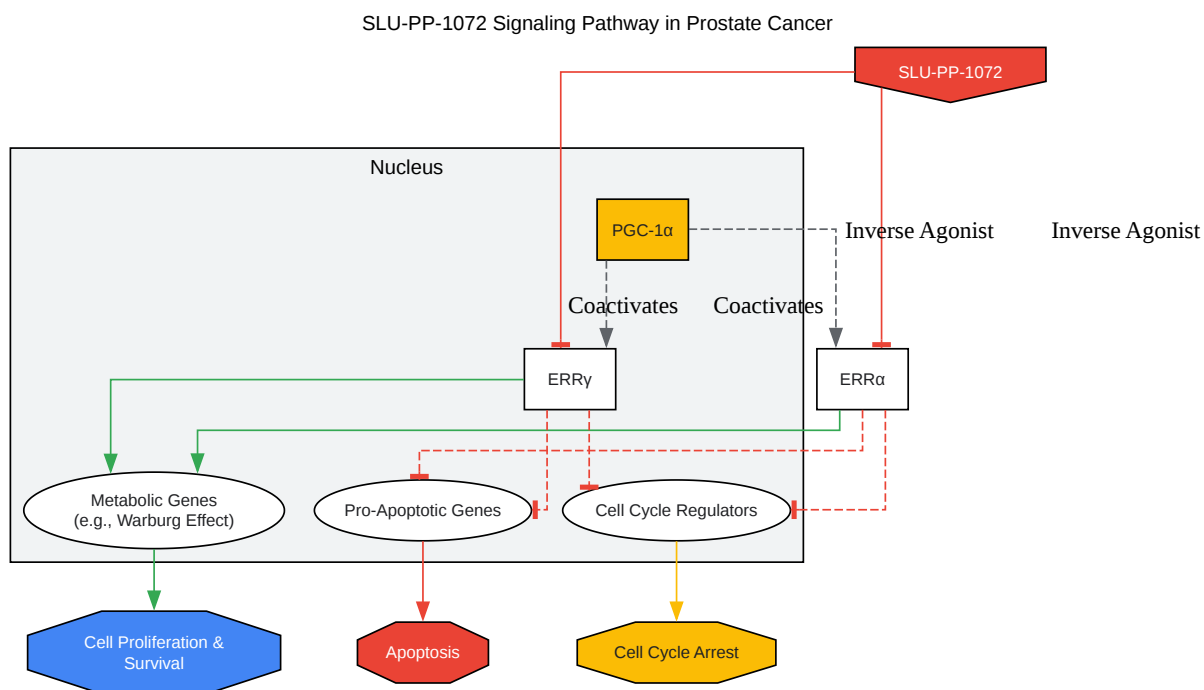 SLU-PP-1072 Signaling Pathway in Prostate Cancer
SLU-PP-1072
Nucleus
PGC-1α
Inverse Agonist
Inverse Agonist
Coactivates
Coactivates
ERRγ
ERRα
Metabolic Genes
(e.g., Warburg Effect)
Pro-Apoptotic Genes
Cell Cycle Regulators
Cell Proliferation &
Survival
Apoptosis
Cell Cycle Arrest